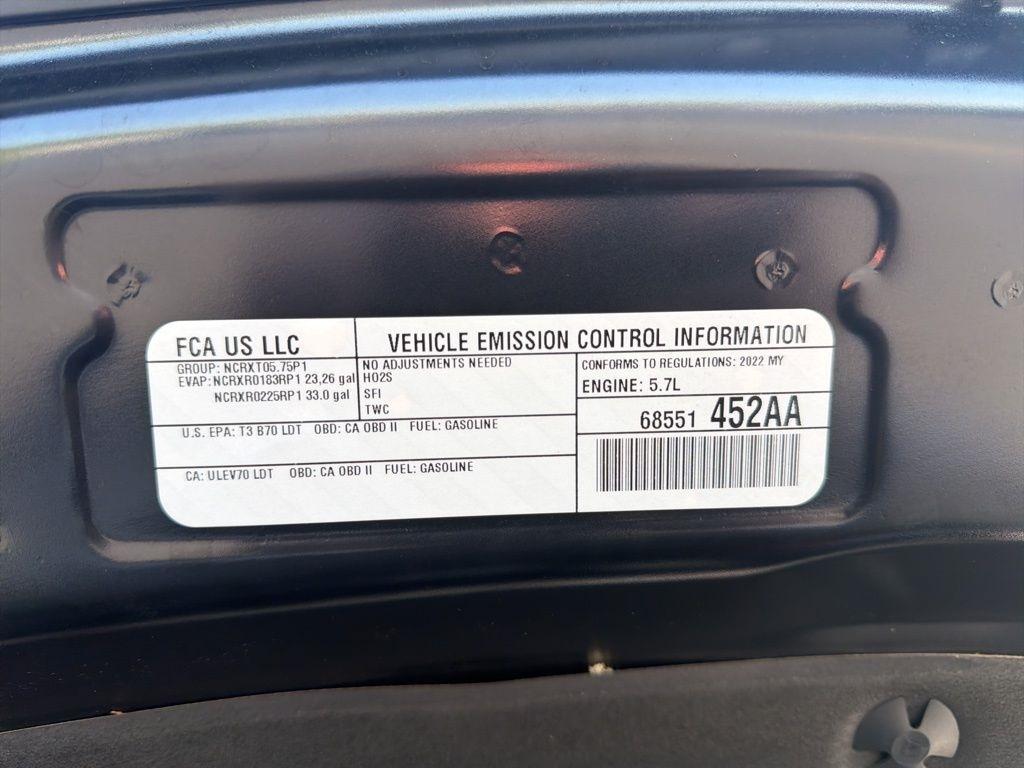 FCA US LLC
GROUP: NCRXT05.75P1
EVAP: NCRXR0183RP1 23,26 gal
NCRXR0225RP1 33.0 gal
VEHICLE EMISSION CONTROL INFORMATION
NO ADJUSTMENTS NEEDED
HO2S
SFI
TWC
CONFORMS TO REGULATIONS: 2022 MY
ENGINE: 5.7L
68551 452AA
U.S. EPA: T3 B70 LDT OBD: CA OBD II FUEL: GASOLINE
CA: ULEV70 LDT OBD: CA OBD II FUEL: GASOLINE